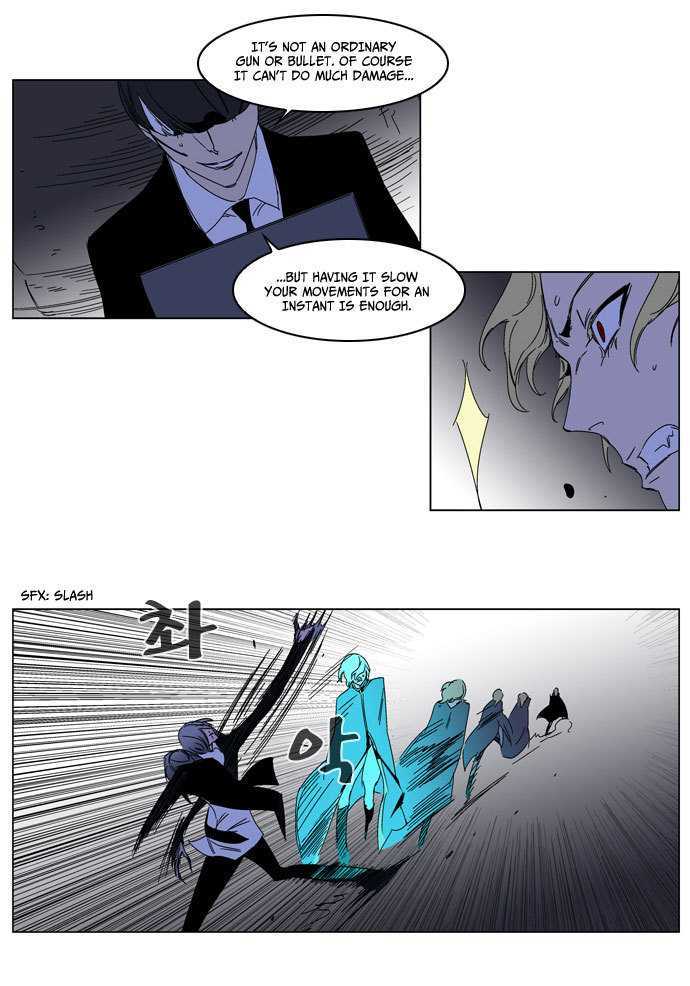 IT'S NOT AN ORDINARY
GUN OR BULLET. OF COURSE
IT CAN'T DO MUCH DAMAGE...
...BUT HAVING IT SLOW
YOUR MOVEMENTS FOR AN
INSTANT IS ENOUGH.
SFX: SLASH
촤
악